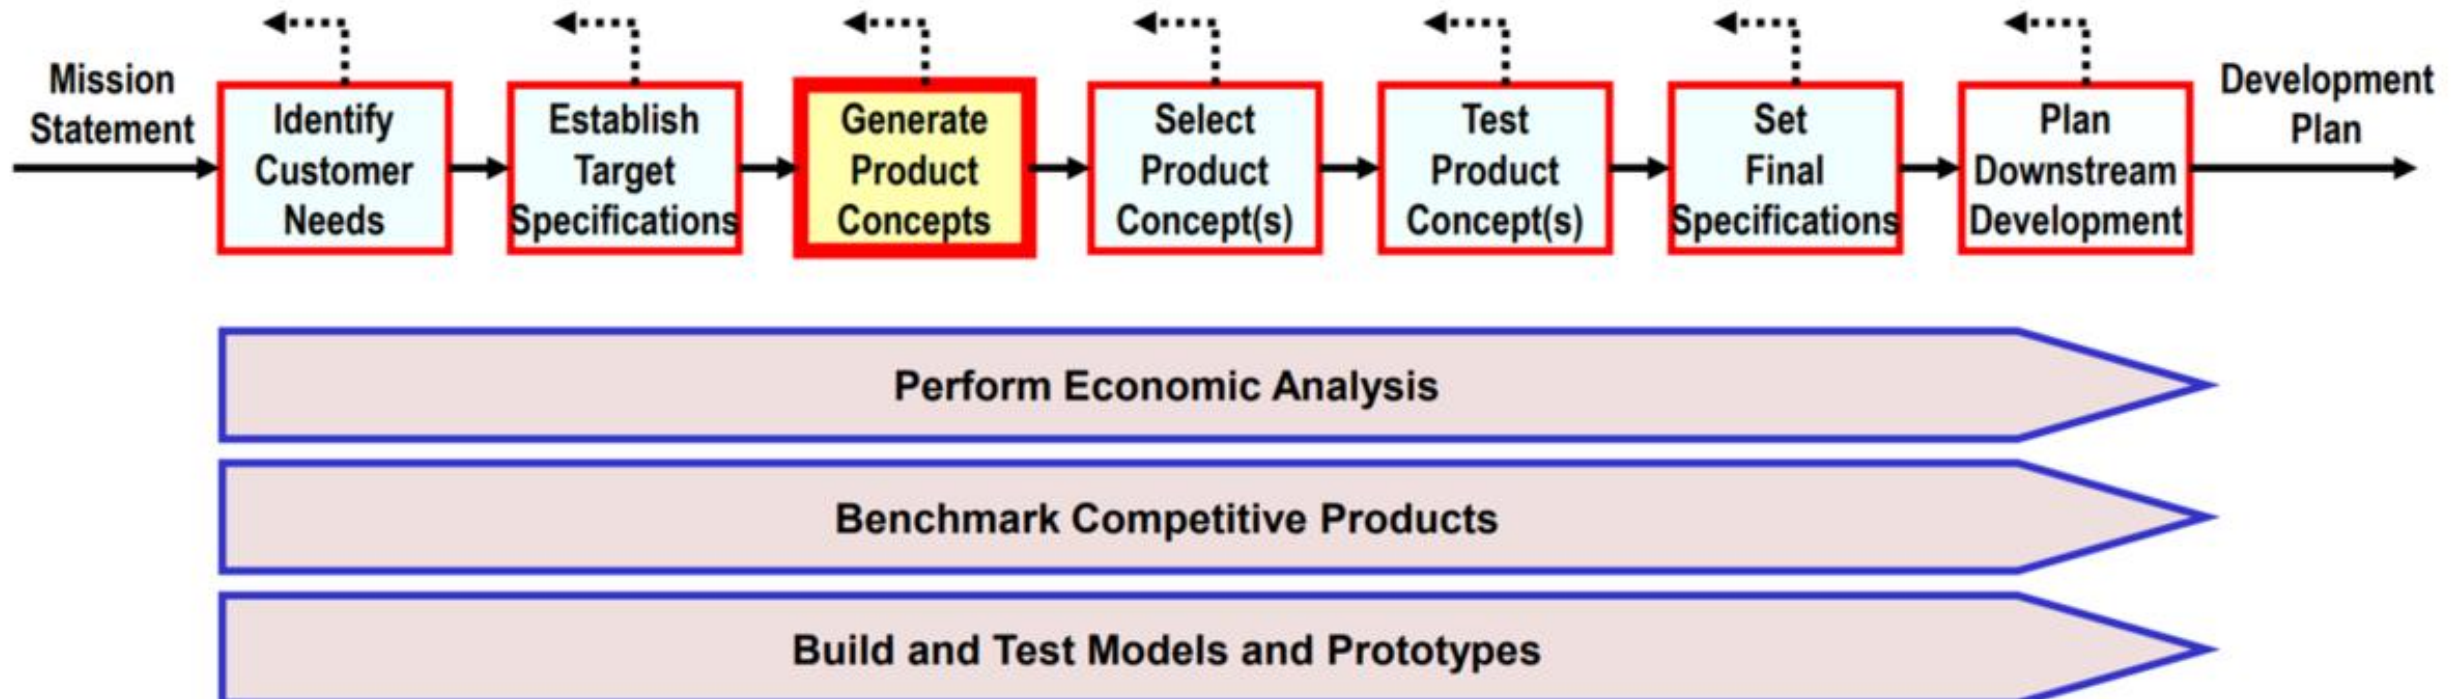 Mission
Statement
Identify
Customer
Needs
Establish
Target
Specifications
Generate
Product
Concepts
Select
Product
Concept(s)
Test
Product
Concept(s)
Set
Final
Specifications
Plan
Downstream
Development
Development
Plan
Perform Economic Analysis
Benchmark Competitive Products
Build and Test Models and Prototypes